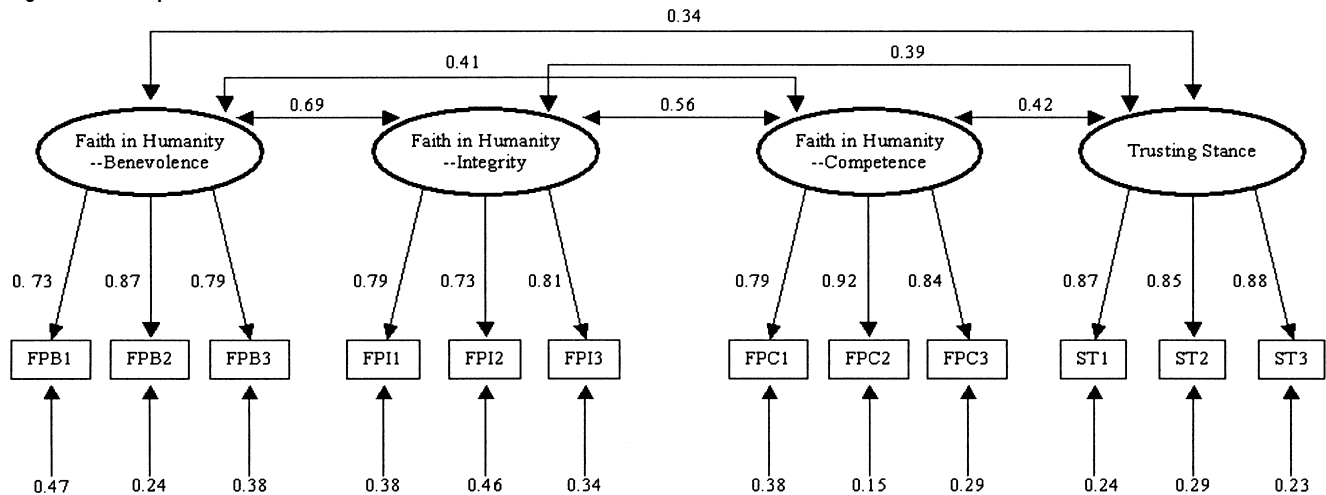 0.34
0.41
0.39
0.69
0.56
0.42
Faith in Humanity
--Benevolence
Faith in Humanity
--Integrity
Faith in Humanity
--Competence
Trusting Stance
0. 73 0.87 0.79 0.79 0.73 0.81 0.79 0.92 0.84 0.87 0.85 0.88
FPB1 FPB2 FPB3 FPI1 FPI2 FPI3 FPC1 FPC2 FPC3 ST1 ST2 ST3
0.47 0.24 0.38 0.38 0.46 0.34 0.38 0.15 0.29 0.24 0.29 0.23